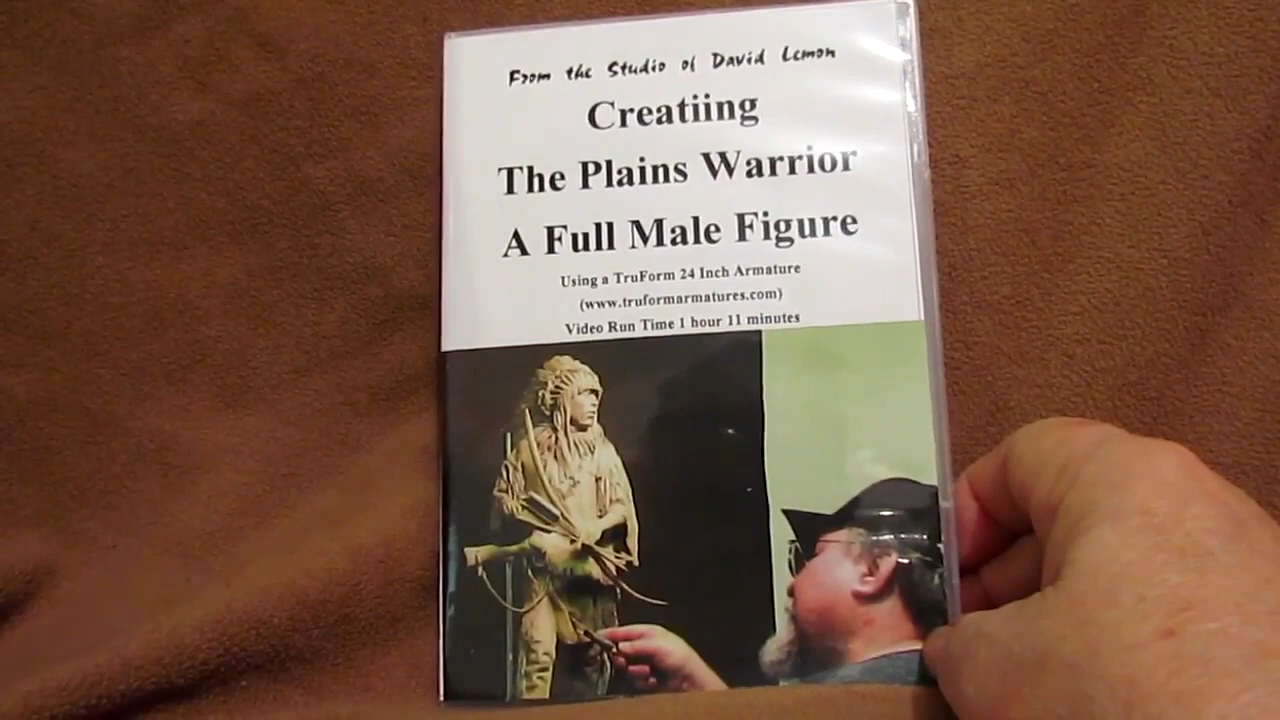 From the Studio of David Lemon
Creatiing
The Plains Warrior
A Full Male Figure
Using a TruForm 24 Inch Armature
(www.truformarmatures.com)
Video Run Time 1 hour 11 minutes